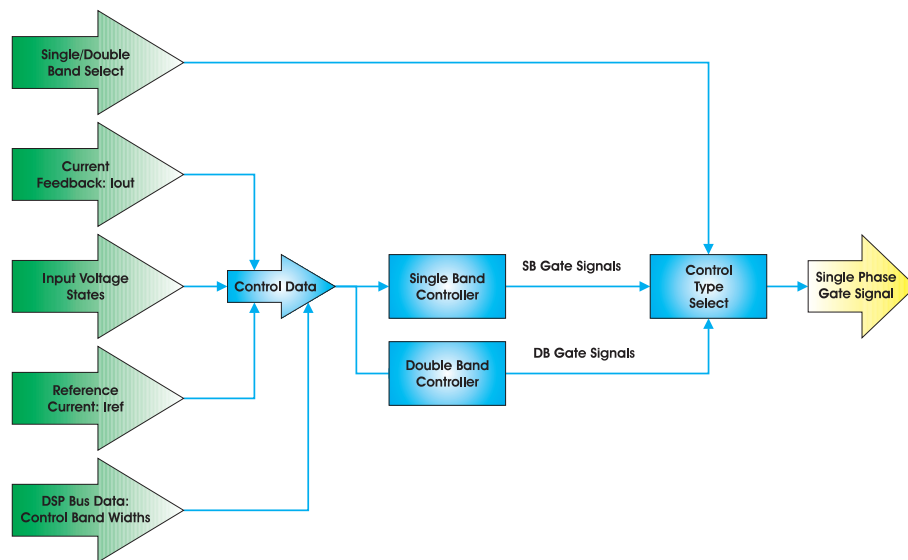 Single/Double
Band Select
Current
Feedback: Iout
Input Voltage
States
Control Data
Single Band
Controller
SB Gate Signals
Control
Type
Select
Single Phase
Gate Signal
DB Gate Signals
Double Band
Controller
Reference
Current: Iref
DSP Bus Data:
Control Band Widths